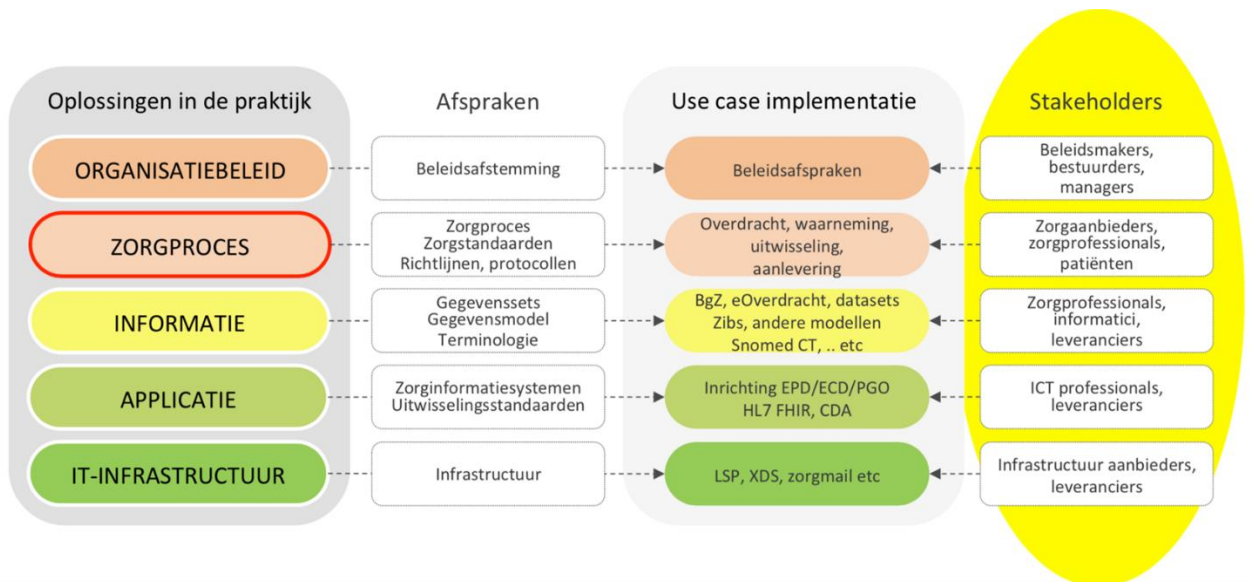 Oplossingen in de praktijk
Afspraken
Use case implementatie
Stakeholders
ORGANISATIEBELEID
Beleidsafstemming
Beleidsafspraken
Beleidsmakers,
bestuurders,
managers
ZORGPROCES
Zorgproces
Zorgstandaarden
Richtlijnen, protocollen
Overdracht, waarneming,
uitwisseling,
aanlevering
Zorgaanbieders,
zorgprofessionals,
patiënten
INFORMATIE
Gegevenssets
Gegevensmodel
Terminologie
BgZ, eOverdracht, datasets
Zibs, andere modellen
Snomed CT, .. etc
Zorgprofessionals,
informatici,
leveranciers
APPLICATIE
Zorginformatiesystemen
Uitwisselingsstandaarden
Inrichting EPD/ECD/PGO
HL7 FHIR, CDA
ICT professionals,
leveranciers
IT-INFRASTRUCTUUR
Infrastructuur
LSP, XDS, zorgmail etc
Infrastructuur aanbieders,
leveranciers